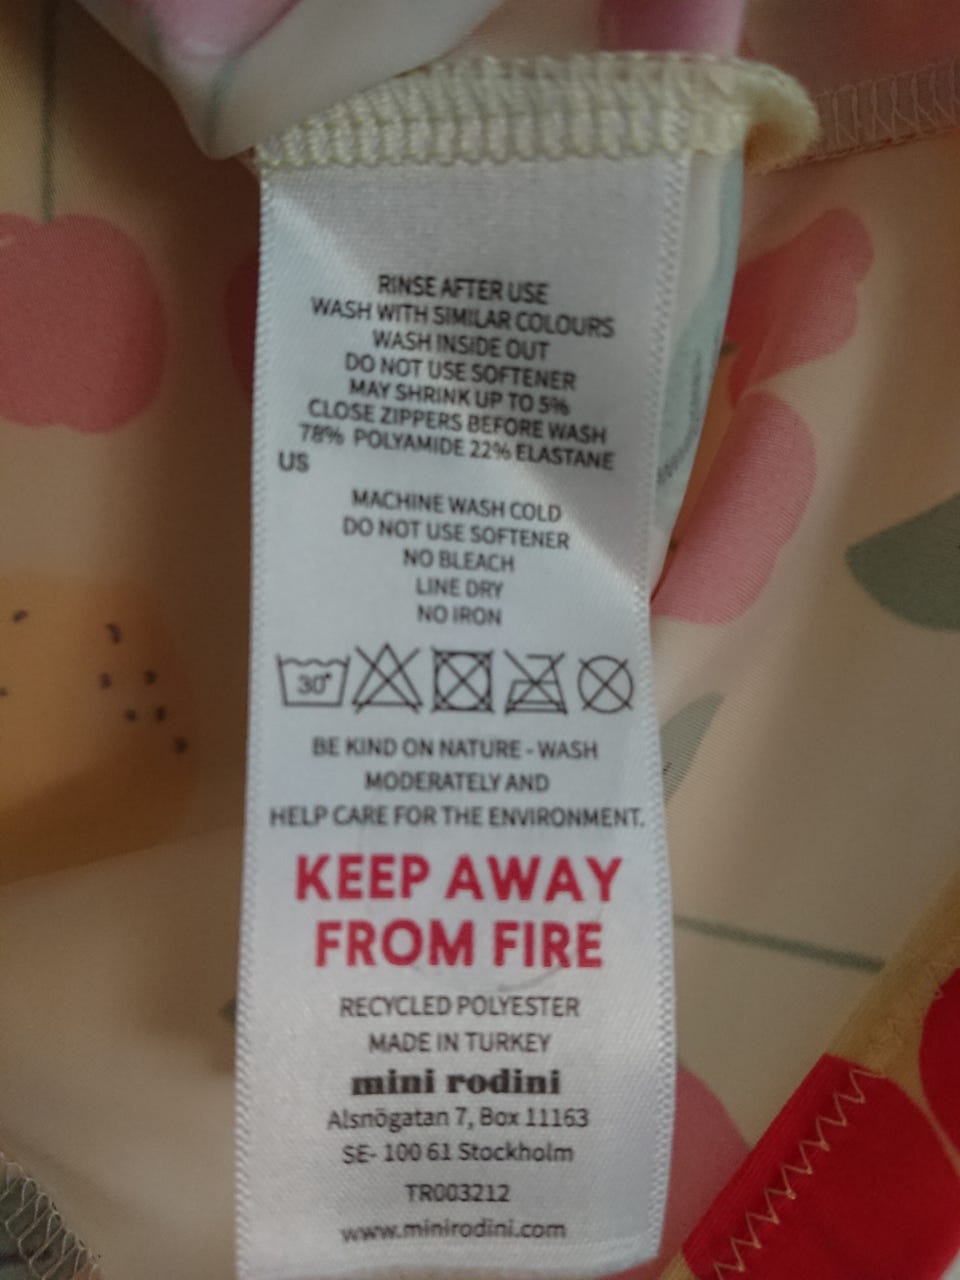 RINSE AFTER USE
WASH WITH SIMILAR COLOURS
WASH INSIDE OUT
DO NOT USE SOFTENER
MAY SHRINK UP TO 5%
CLOSE ZIPPERS BEFORE WASH
78% POLYAMIDE 22% ELASTANE
US
MACHINE WASH COLD
DO NOT USE SOFTENER
NO BLEACH
LINE DRY
NO IRON
30°
BE KIND ON NATURE - WASH
MODERATELY AND
HELP CARE FOR THE ENVIRONMENT.
KEEP AWAY
FROM FIRE
RECYCLED POLYESTER
MADE IN TURKEY
mini rodini
Alsnögatan 7, Box 11163
SE- 100 61 Stockholm
TR003212
www.minirodini.com